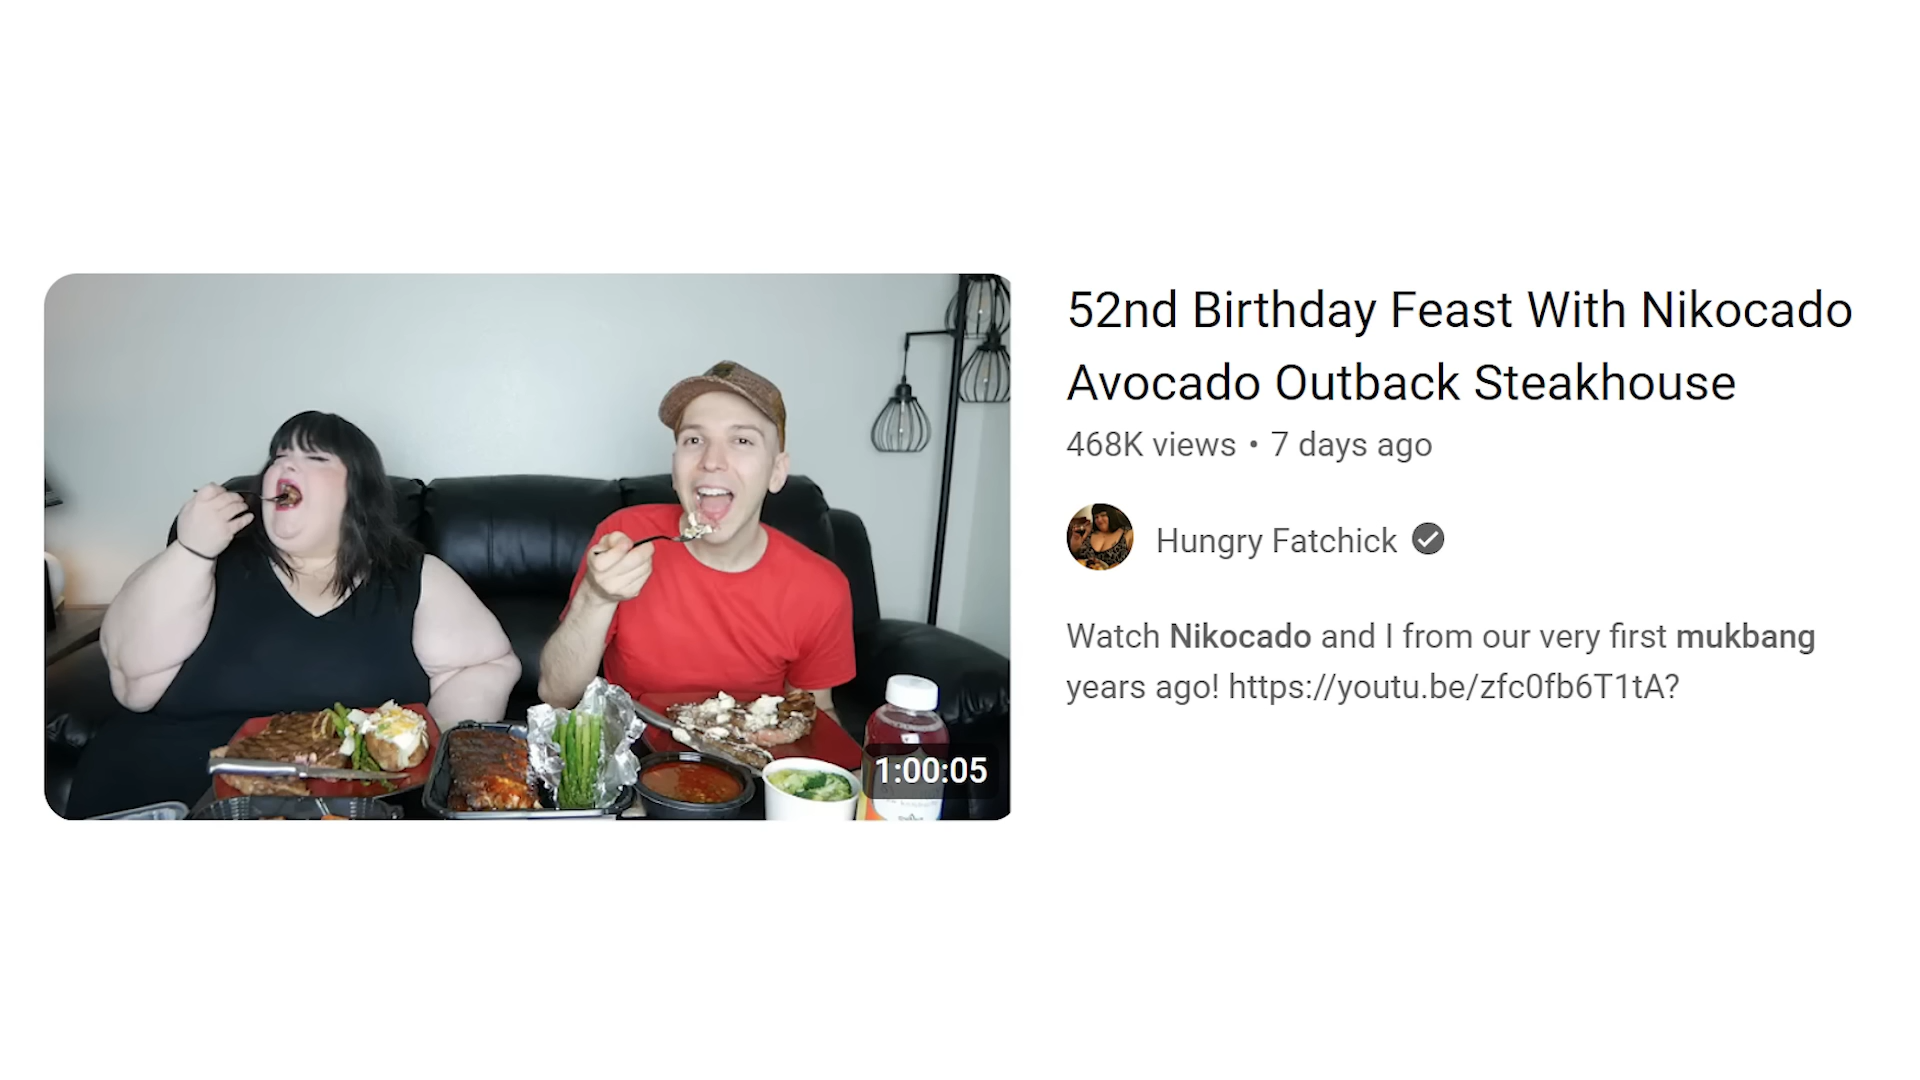 52nd Birthday Feast With Nikocado
Avocado Outback Steakhouse
468K views • 7 days ago
Hungry Fatchick
Watch Nikocado and I from our very first mukbang
years ago! https://youtu.be/zfc0fb6T1tA?
1:00:05